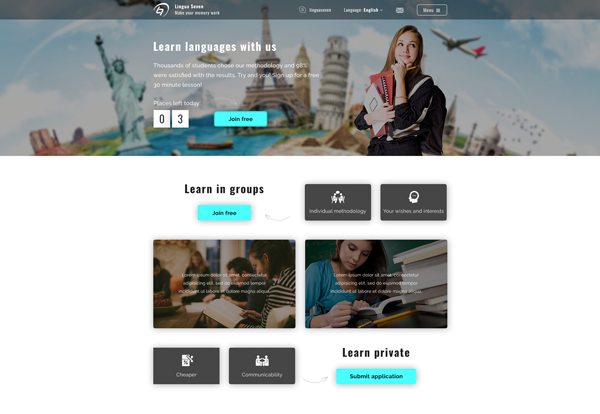 Lingua Seven
Make your memory work
linguaseven
Language: English
Menu
Learn languages with us
Thousands of students chose our methodology and 98%
were satisfied with the results. Try and you! Sign up for a free
30 minute lesson!
Places left today
0 3
Join free
Learn in groups
Join free
Individual methodology
Your wishes and interests
Lorem ipsum dolor sit amet, consectetur
adipiscing elit, sed do eiusmod tempor
incididunt ut labore et dolore magna aliqua.
Lorem ipsum dolor sit amet, consectetur
adipiscing elit, sed do eiusmod tempor
incididunt ut labore et dolore magna aliqua.
Cheaper
Communicability
Learn private
Submit application